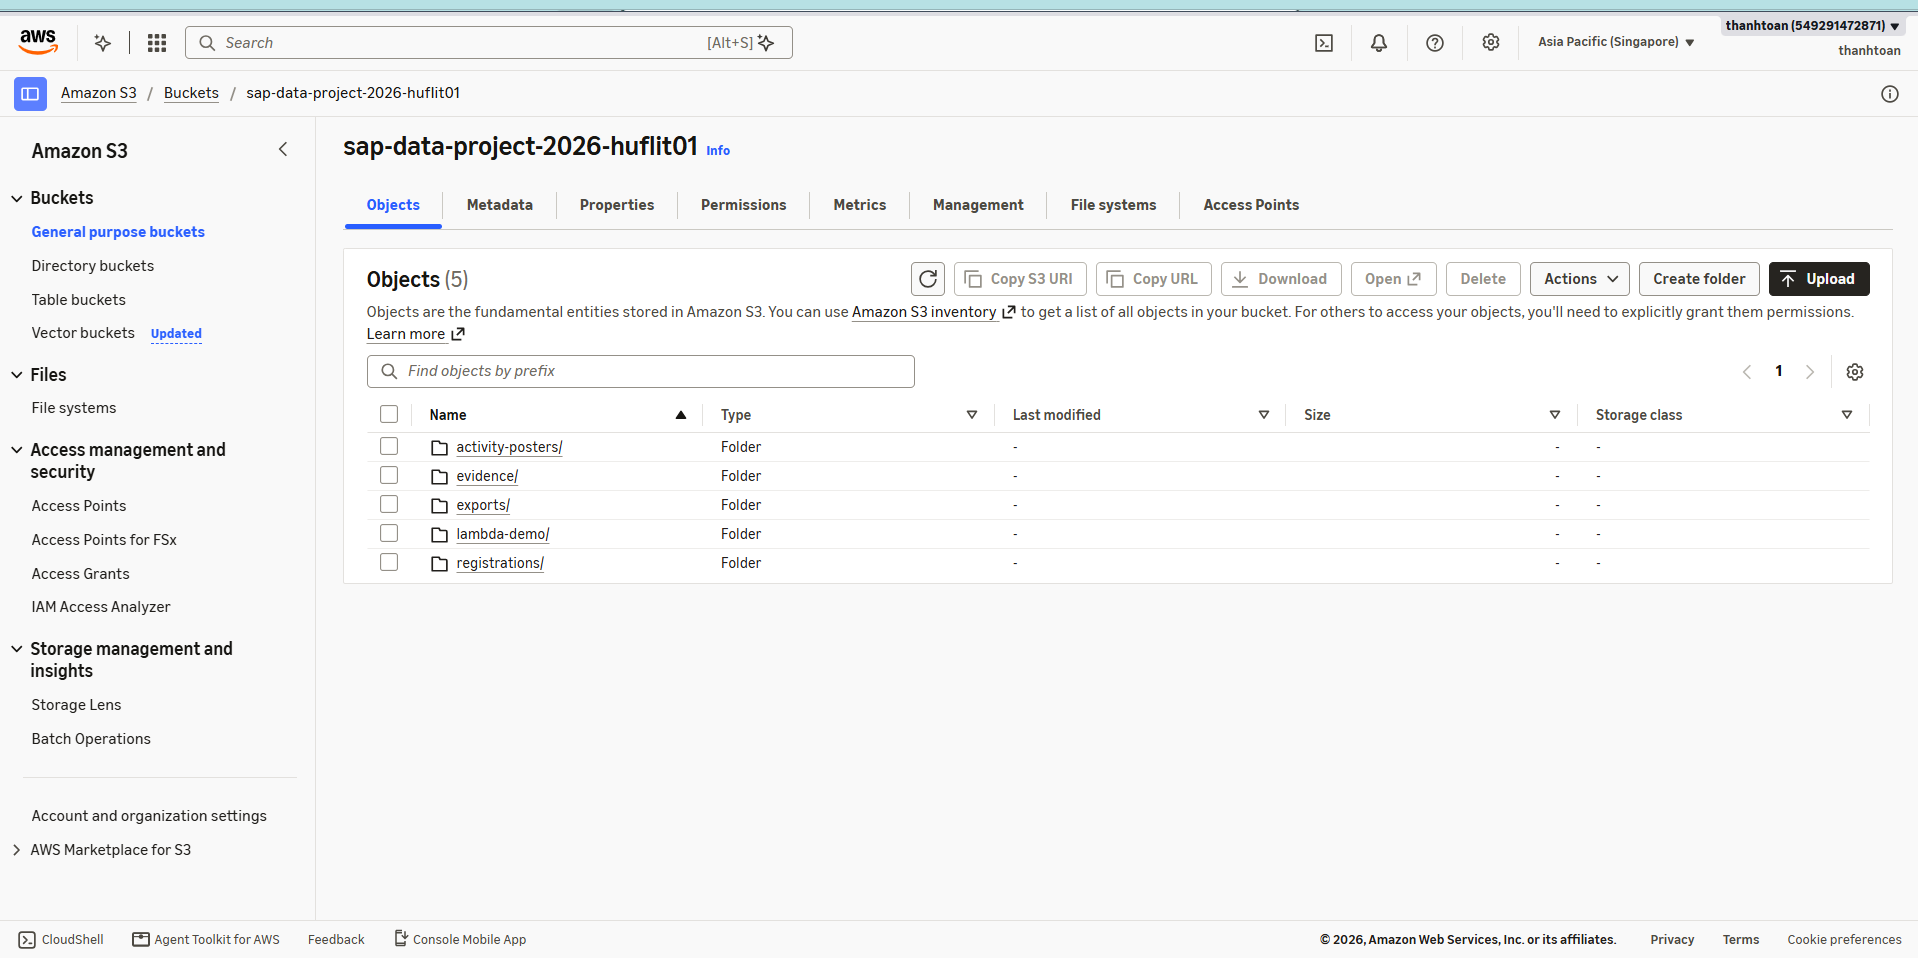 aws
Search
[Alt+S]
Asia Pacific (Singapore)
thanhtoan (549291472871)
thanhtoan
Amazon S3 / Buckets / sap-data-project-2026-huflit01
Amazon S3
Buckets
General purpose buckets
Directory buckets
Table buckets
Vector buckets Updated
Files
File systems
Access management and
security
Access Points
Access Points for FSx
Access Grants
IAM Access Analyzer
Storage management and
insights
Storage Lens
Batch Operations
Account and organization settings
AWS Marketplace for S3
sap-data-project-2026-huflit01 Info
Objects Metadata Properties Permissions Metrics Management File systems Access Points
Objects (5)
Copy S3 URI Copy URL Download Open Delete Actions Create folder Upload
Objects are the fundamental entities stored in Amazon S3. You can use Amazon S3 inventory to get a list of all objects in your bucket. For others to access your objects, you'll need to explicitly grant them permissions.
Learn more
Find objects by prefix
1
Name Type Last modified Size Storage class
activity-posters/ Folder - - -
evidence/ Folder - - -
exports/ Folder - - -
lambda-demo/ Folder - - -
registrations/ Folder - - -
CloudShell Agent Toolkit for AWS Feedback Console Mobile App
© 2026, Amazon Web Services, Inc. or its affiliates. Privacy Terms Cookie preferences